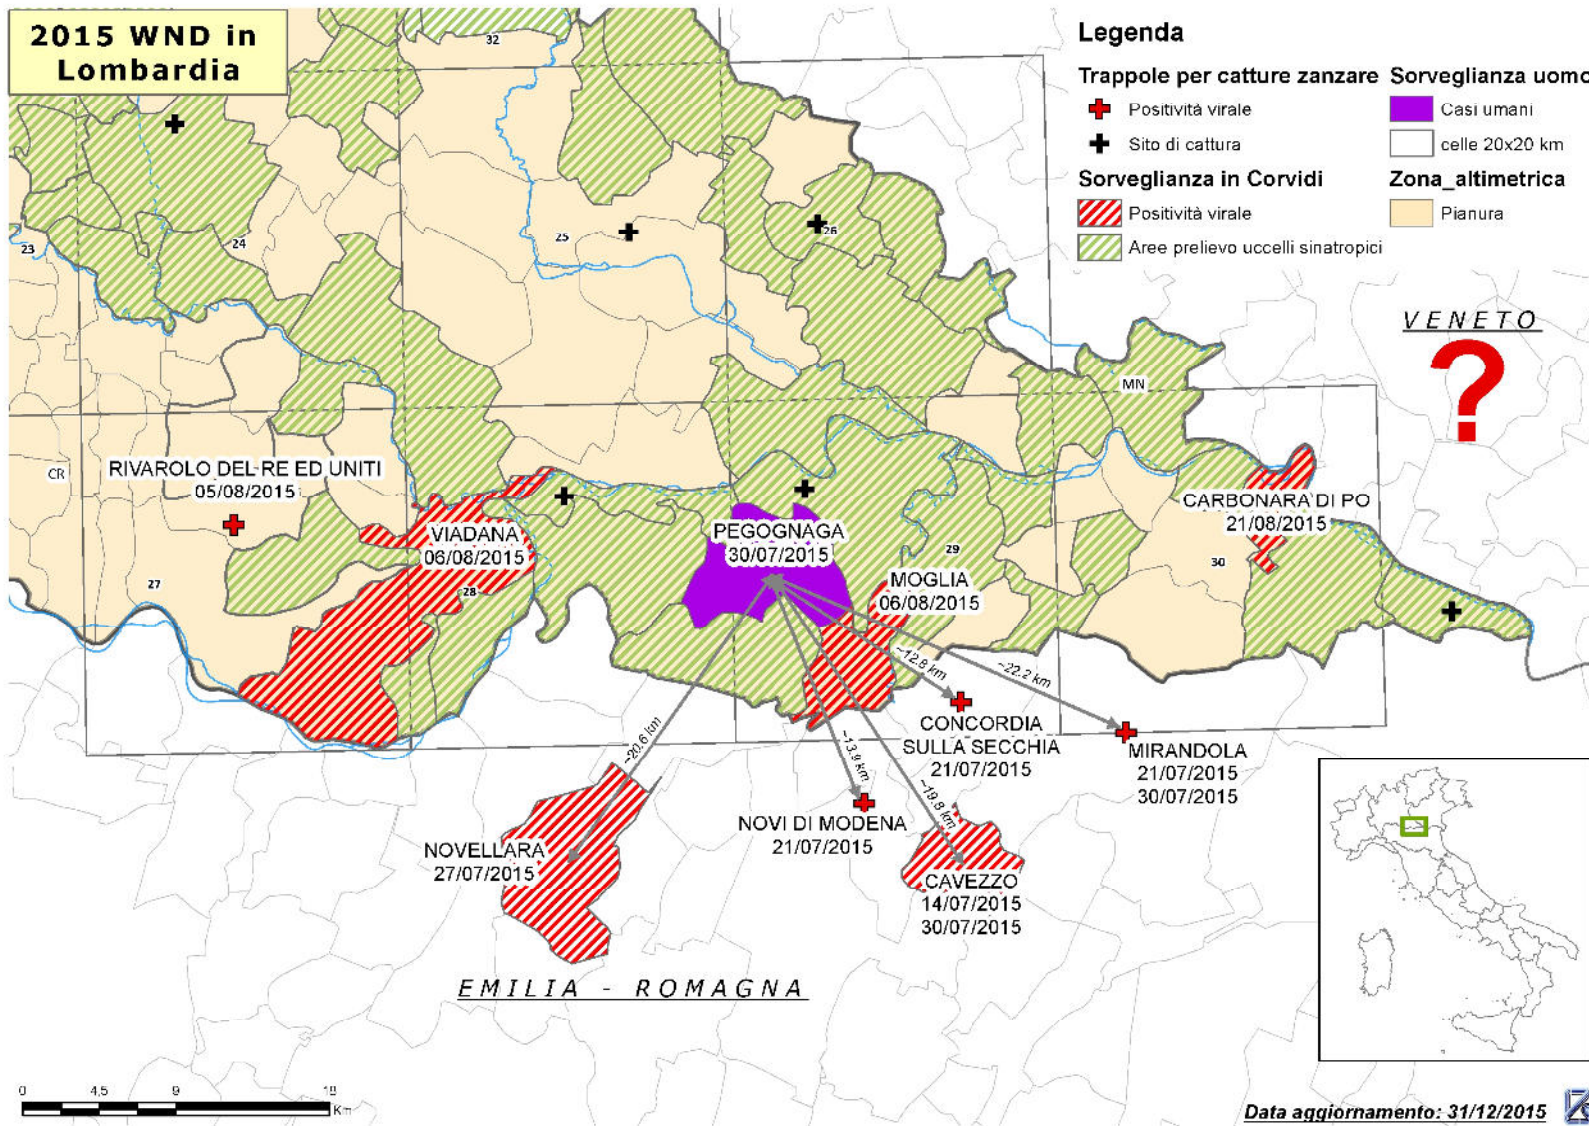 2015 WND in
Lombardia
Legenda
Trappole per catture zanzare
Positività virale
Sito di cattura
Sorveglianza in Corvidi
Positività virale
Aree prelievo uccelli sinatropici
Sorveglianza uomo
Casi umani
celle 20x20 km
Zona_altimetrica
Pianura
32
23
24
25
26
VENETO
?
MN
CR
RIVAROLO DEL RE ED UNITI
05/08/2015
VIADANA
06/08/2015
PEGOGNAGA
30/07/2015
MOGLIA
06/08/2015
CARBONARA DI PO
21/08/2015
27
28
29
30
~20.6 km
~13.9 km
~19.8 km
~12.8 km
~22.2 km
CONCORDIA
SULLA SECCHIA
21/07/2015
MIRANDOLA
21/07/2015
30/07/2015
NOVI DI MODENA
21/07/2015
NOVELLARA
27/07/2015
CAVEZZO
14/07/2015
30/07/2015
EMILIA - ROMAGNA
0 4,5 9 18
Km
Data aggiornamento: 31/12/2015